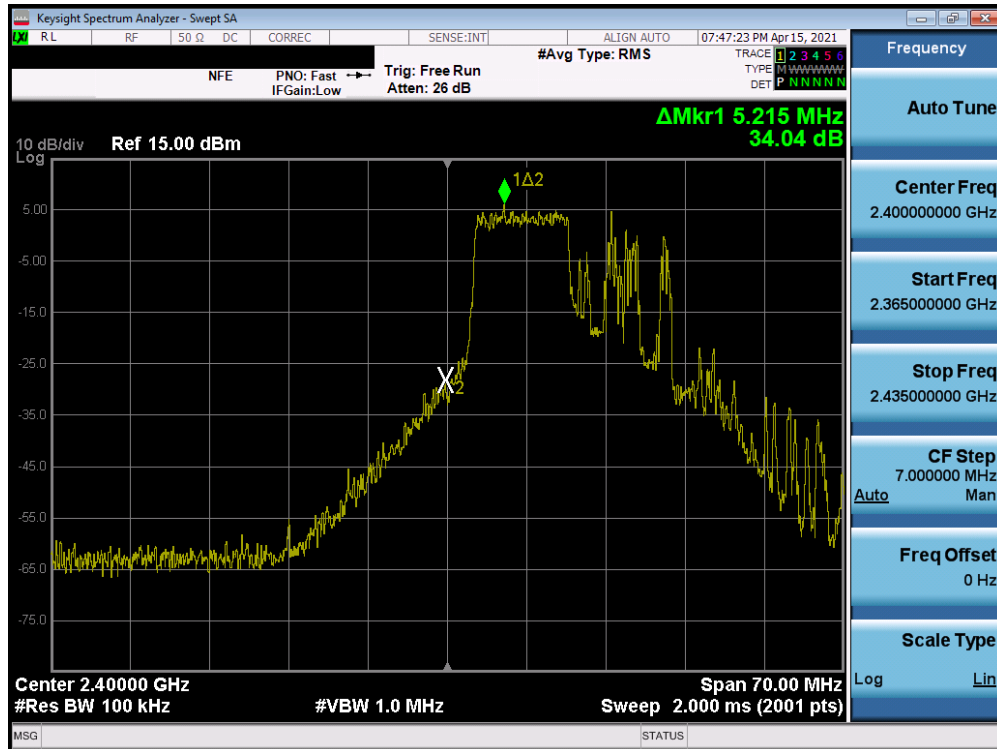 Keysight Spectrum Analyzer - Swept SA
LXI RL RF 50 Ω DC CORREC SENSE:INT ALIGN AUTO 07:47:23 PM Apr 15, 2021
#Avg Type: RMS
TRACE 1 2 3 4 5 6
TYPE M W W W W W
DET P N N N N N
NFE PNO: Fast Trig: Free Run
IFGain:Low Atten: 26 dB
ΔMkr1 5.215 MHz
34.04 dB
10 dB/div Ref 15.00 dBm
Log
1Δ2
5.00
-5.00
-15.0
-25.0
2
-35.0
-45.0
-55.0
-65.0
-75.0
Center 2.40000 GHz Span 70.00 MHz
#Res BW 100 kHz #VBW 1.0 MHz Sweep 2.000 ms (2001 pts)
MSG STATUS
Frequency
Auto Tune
Center Freq
2.400000000 GHz
Start Freq
2.365000000 GHz
Stop Freq
2.435000000 GHz
CF Step
7.000000 MHz
Auto Man
Freq Offset
0 Hz
Scale Type
Log Lin